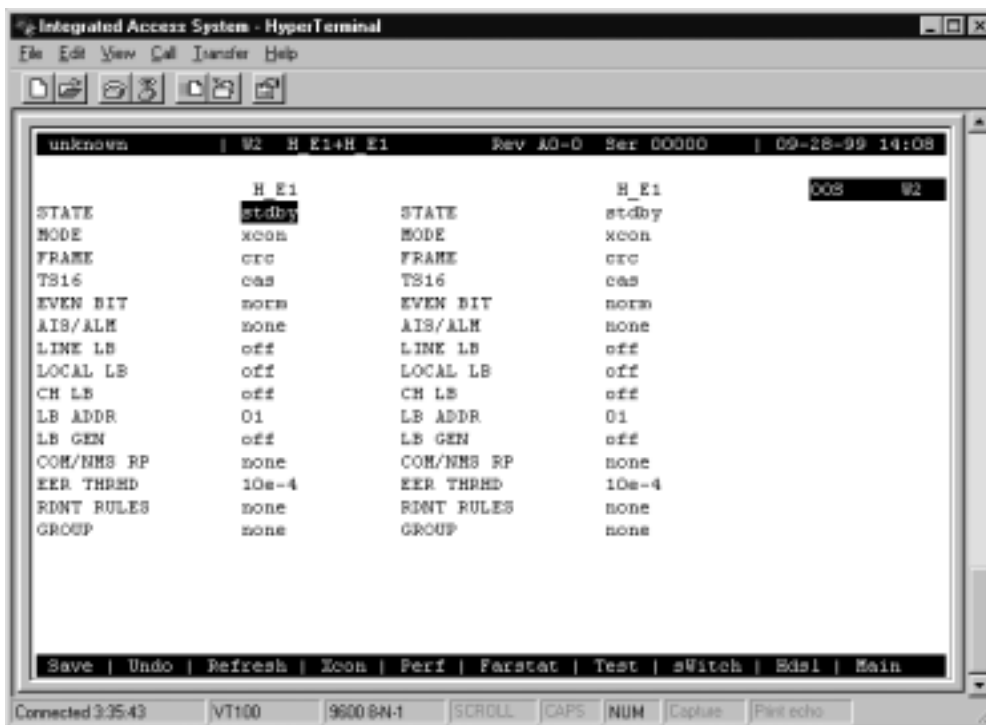 Integrated Access System - HyperTerminal
File Edit View Call Transfer Help
unknown | W2 H_E1+H_E1 Rev A0-0 Ser 00000 | 09-28-99 14:08
H_E1 H_E1 OOS W2
STATE stdby STATE stdby
MODE xcon MODE xcon
FRAME crc FRAME crc
TS16 cas TS16 cas
EVEN BIT norm EVEN BIT norm
AIS/ALM none AIS/ALM none
LINE LB off LINE LB off
LOCAL LB off LOCAL LB off
CH LB off CH LB off
LB ADDR 01 LB ADDR 01
LB GEN off LB GEN off
COM/NMS RP none COM/NMS RP none
EER THRHD 10e-4 EER THRHD 10e-4
RDNT RULES none RDNT RULES none
GROUP none GROUP none
Save | Undo | Refresh | Xcon | Perf | Farstat | Test | sWitch | Hdsl | Main
Connected 3:35:43 VT100 9600 8-N-1 SCROLL CAPS NUM Capture Print echo